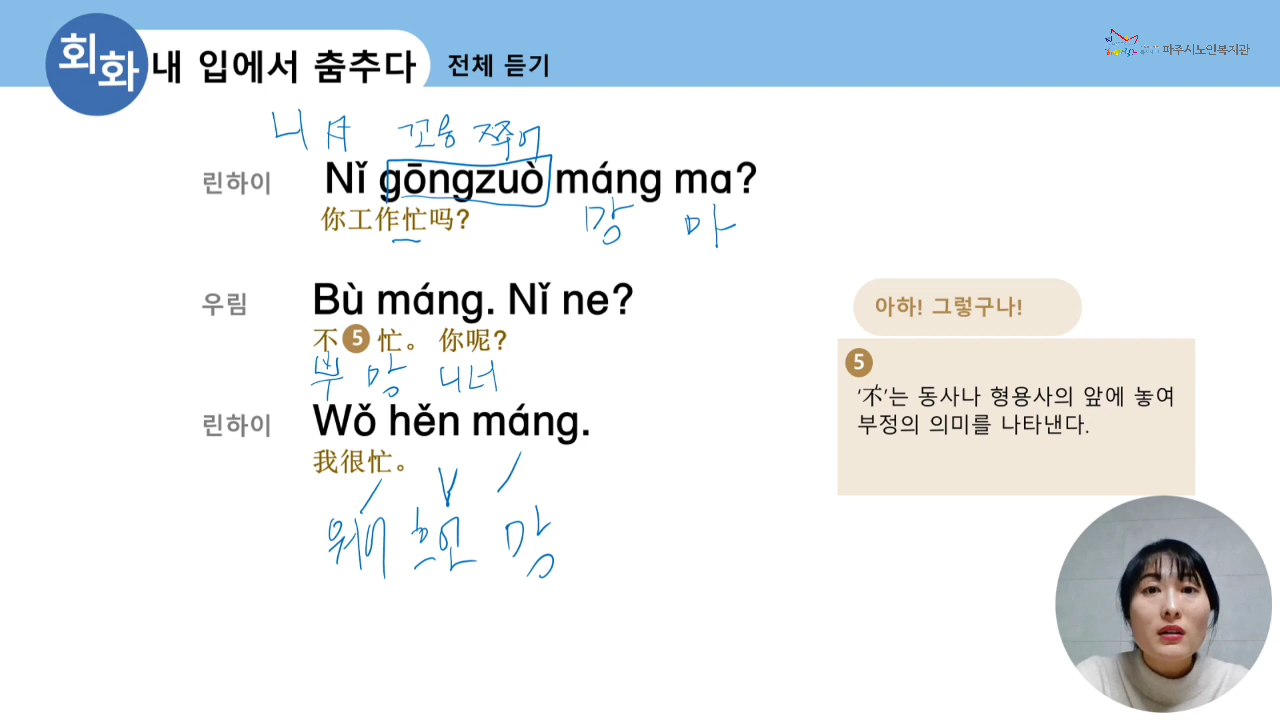 회화 내 입에서 춤추다 전체 듣기
파주시노인복지관
니 꼬옹 쭈어
린하이 Nǐ gōngzuò máng ma?
你工作忙吗?
망 마
우림 Bù máng. Nǐ ne?
不 5 忙。 你呢?
뿌 망 니 너
린하이 Wǒ hěn máng.
我很忙。
망
아하! 그렇구나!
5
‘不’는 동사나 형용사의 앞에 놓여
부정의 의미를 나타낸다.